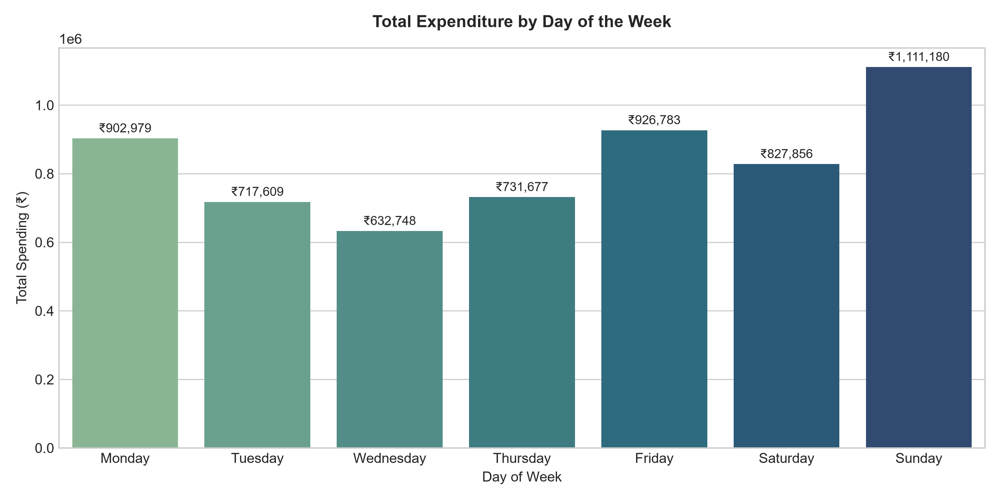 Total Expenditure by Day of the Week
1e6
₹1,111,180
1.0
₹926,783
₹902,979
₹827,856
0.8
₹731,677
₹717,609
₹632,748
0.6
Total Spending (₹)
0.4
0.2
0.0
Monday Tuesday Wednesday Thursday Friday Saturday Sunday
Day of Week